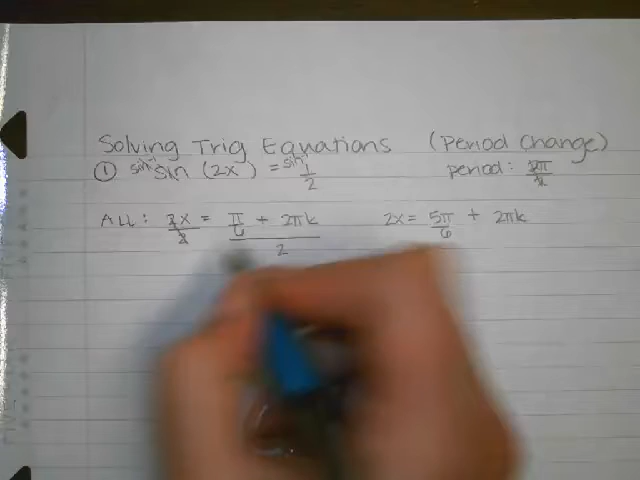 Solving Trig Equations (Period Change)
① sin⁻¹ sin (2x) = sin⁻¹ 1/2 period: 2π/2
ALL: 2x/2 = (π/6 + 2πk)/2 2x = 5π/6 + 2πk